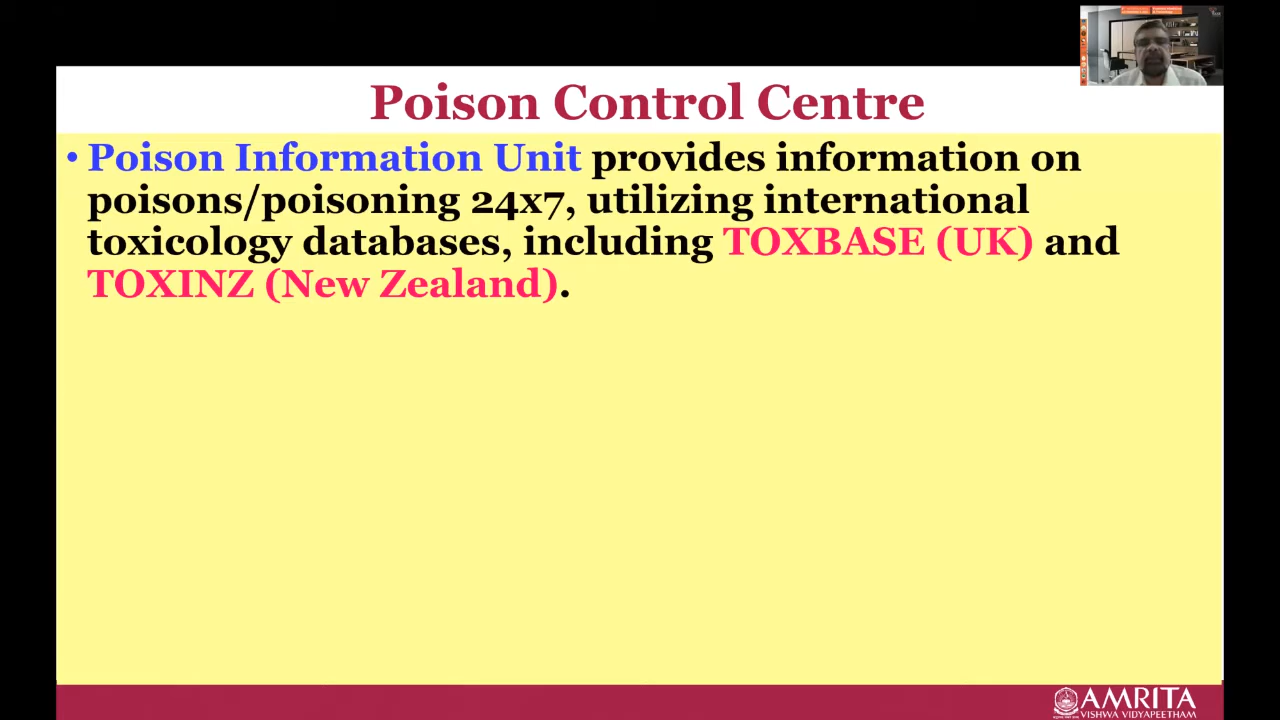 Poison Control Centre
• Poison Information Unit provides information on
poisons/poisoning 24x7, utilizing international
toxicology databases, including TOXBASE (UK) and
TOXINZ (New Zealand).
AMRITA
VISHWA VIDYAPEETHAM